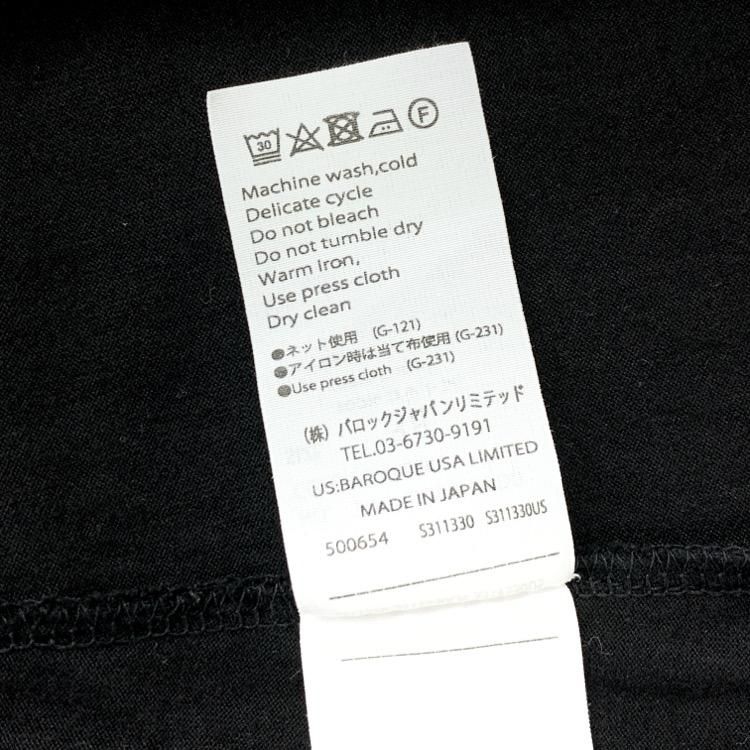 30
F
Machine wash,cold
Delicate cycle
Do not bleach
Do not tumble dry
Warm iron,
Use press cloth
Dry clean
●ネット使用 (G-121)
●アイロン時は当て布使用 (G-231)
●Use press cloth (G-231)
(株) バロックジャパンリミテッド
TEL.03-6730-9191
US:BAROQUE USA LIMITED
MADE IN JAPAN
500654 S311330 S311330US